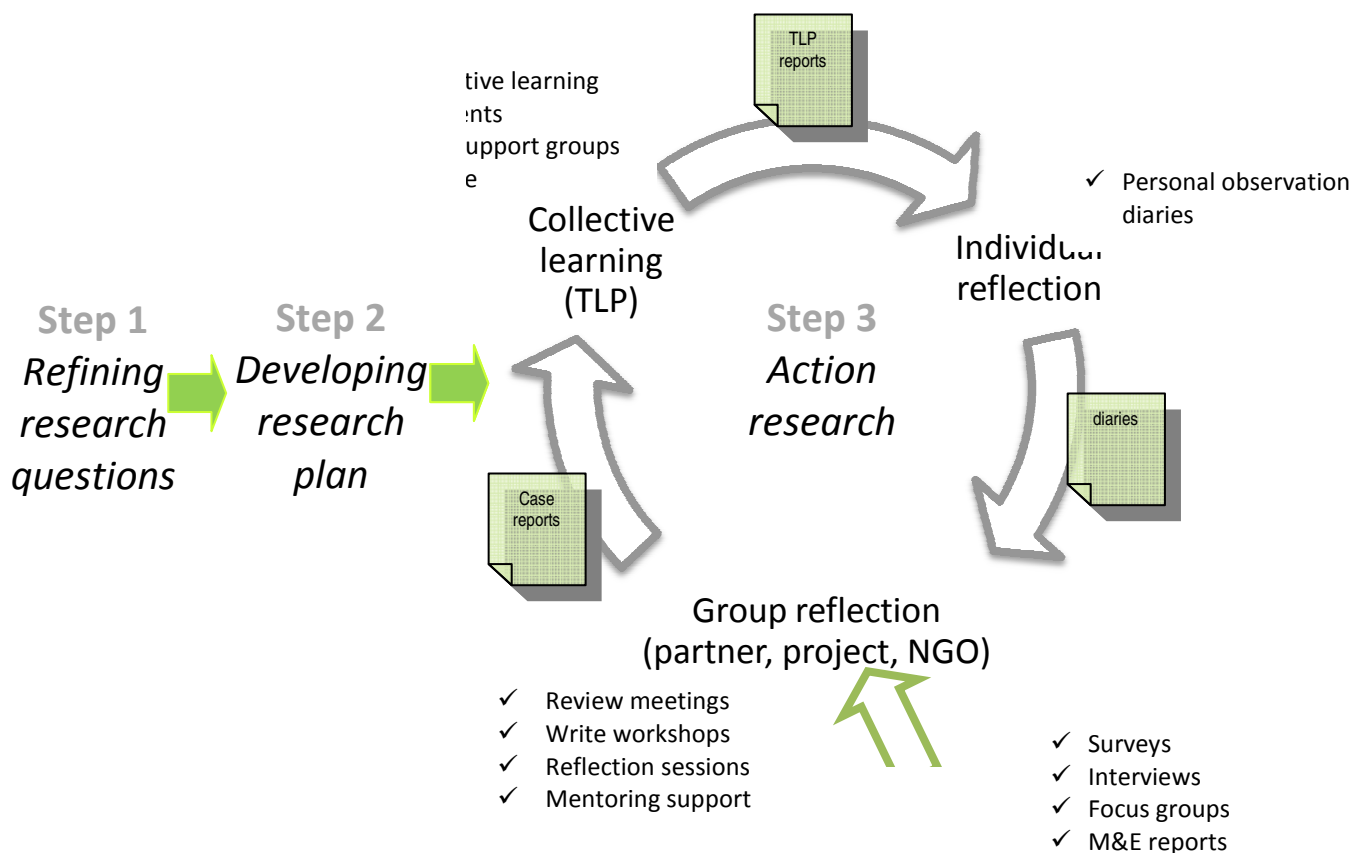 TLP
reports
tive learning
ents
upport groups
e
✓ Personal observation
diaries
Collective
learning
(TLP)
Individual
reflection
Step 1
Refining
research
questions
Step 2
Developing
research
plan
Step 3
Action
research
diaries
Case
reports
Group reflection
(partner, project, NGO)
✓ Review meetings
✓ Write workshops
✓ Reflection sessions
✓ Mentoring support
✓ Surveys
✓ Interviews
✓ Focus groups
✓ M&E reports